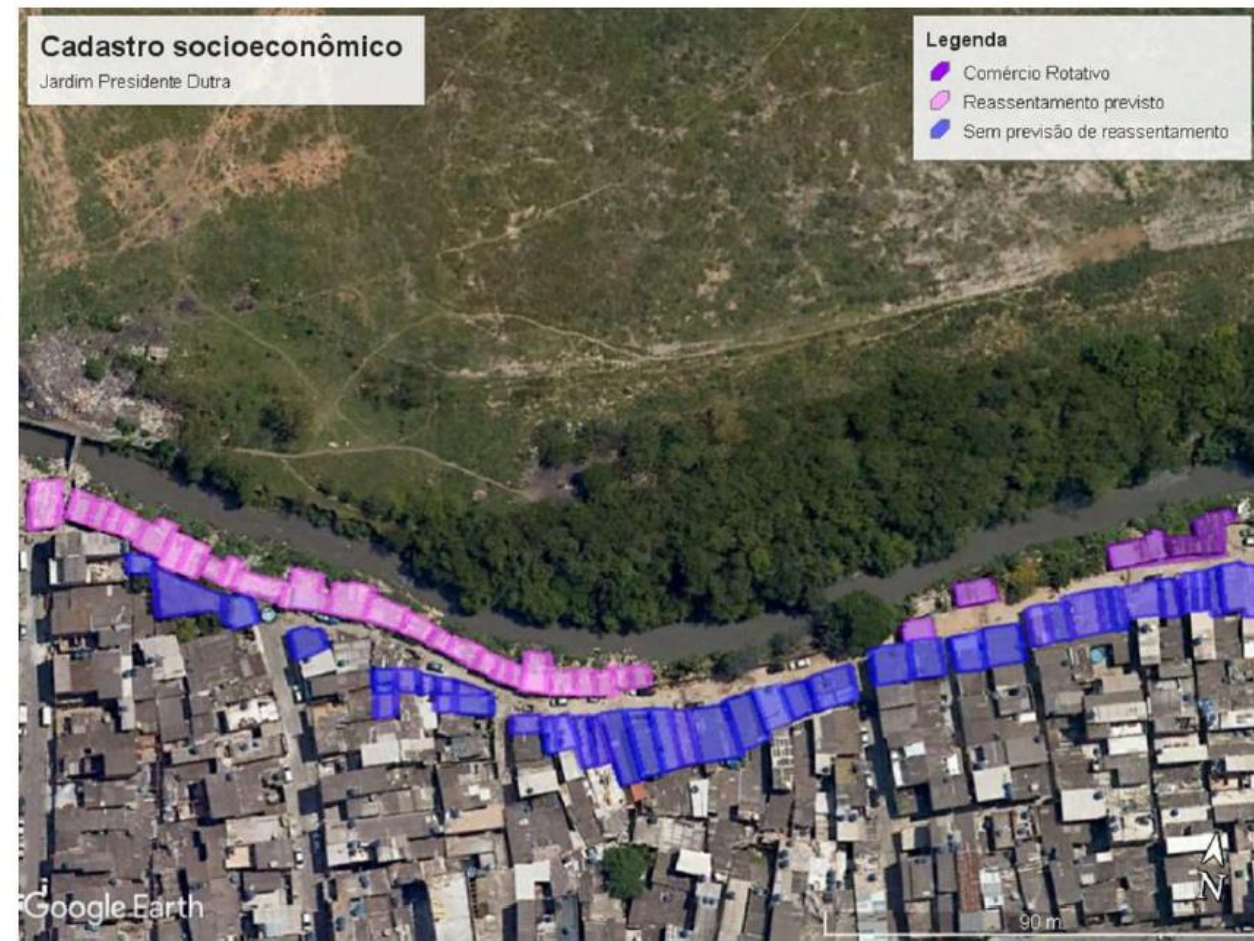 Cadastro socioeconômico
Jardim Presidente Dutra
Legenda
Comércio Rotativo
Reassentamento previsto
Sem previsão de reassentamento
N
Google Earth
90 m